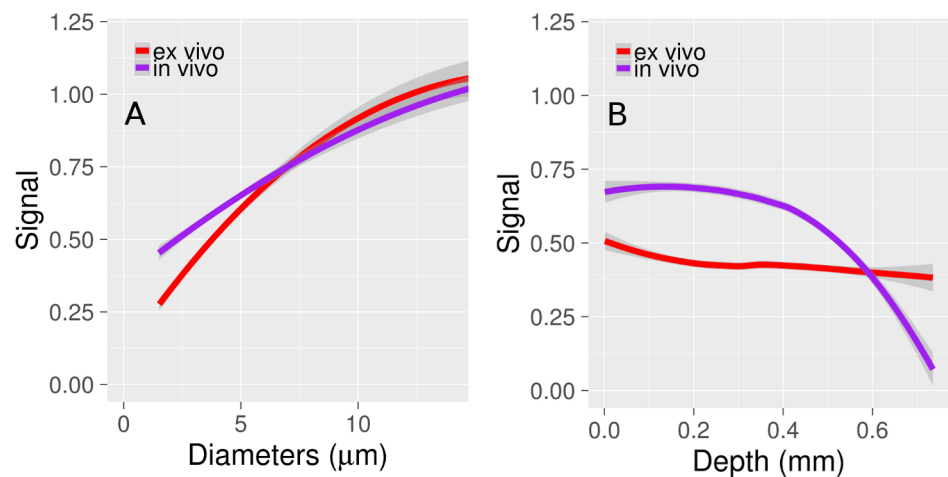 1.25
1.00
0.75
0.50
0.25
0.00
Signal
ex vivo
in vivo
A
0
5
10
Diameters (μm)
1.25
1.00
0.75
0.50
0.25
0.00
Signal
ex vivo
in vivo
B
0.0
0.2
0.4
0.6
Depth (mm)